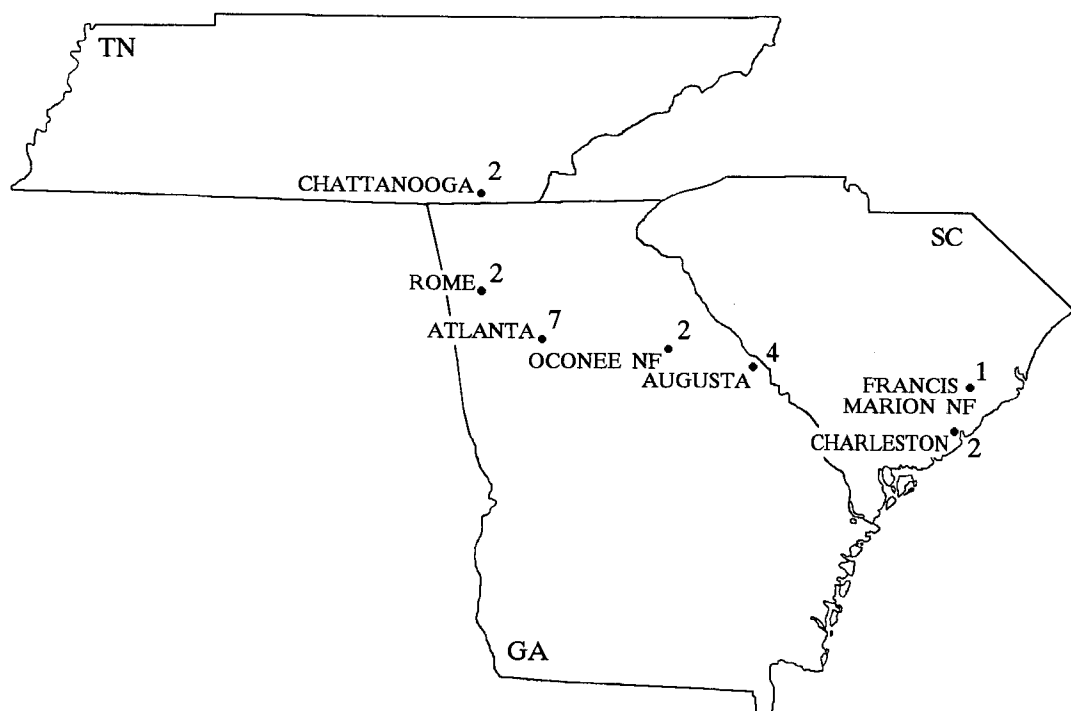 TN
CHATTANOOGA 2
SC
ROME 2
ATLANTA 7
OCONEE NF 2
AUGUSTA 4
FRANCIS 1
MARION NF
CHARLESTON 2
GA